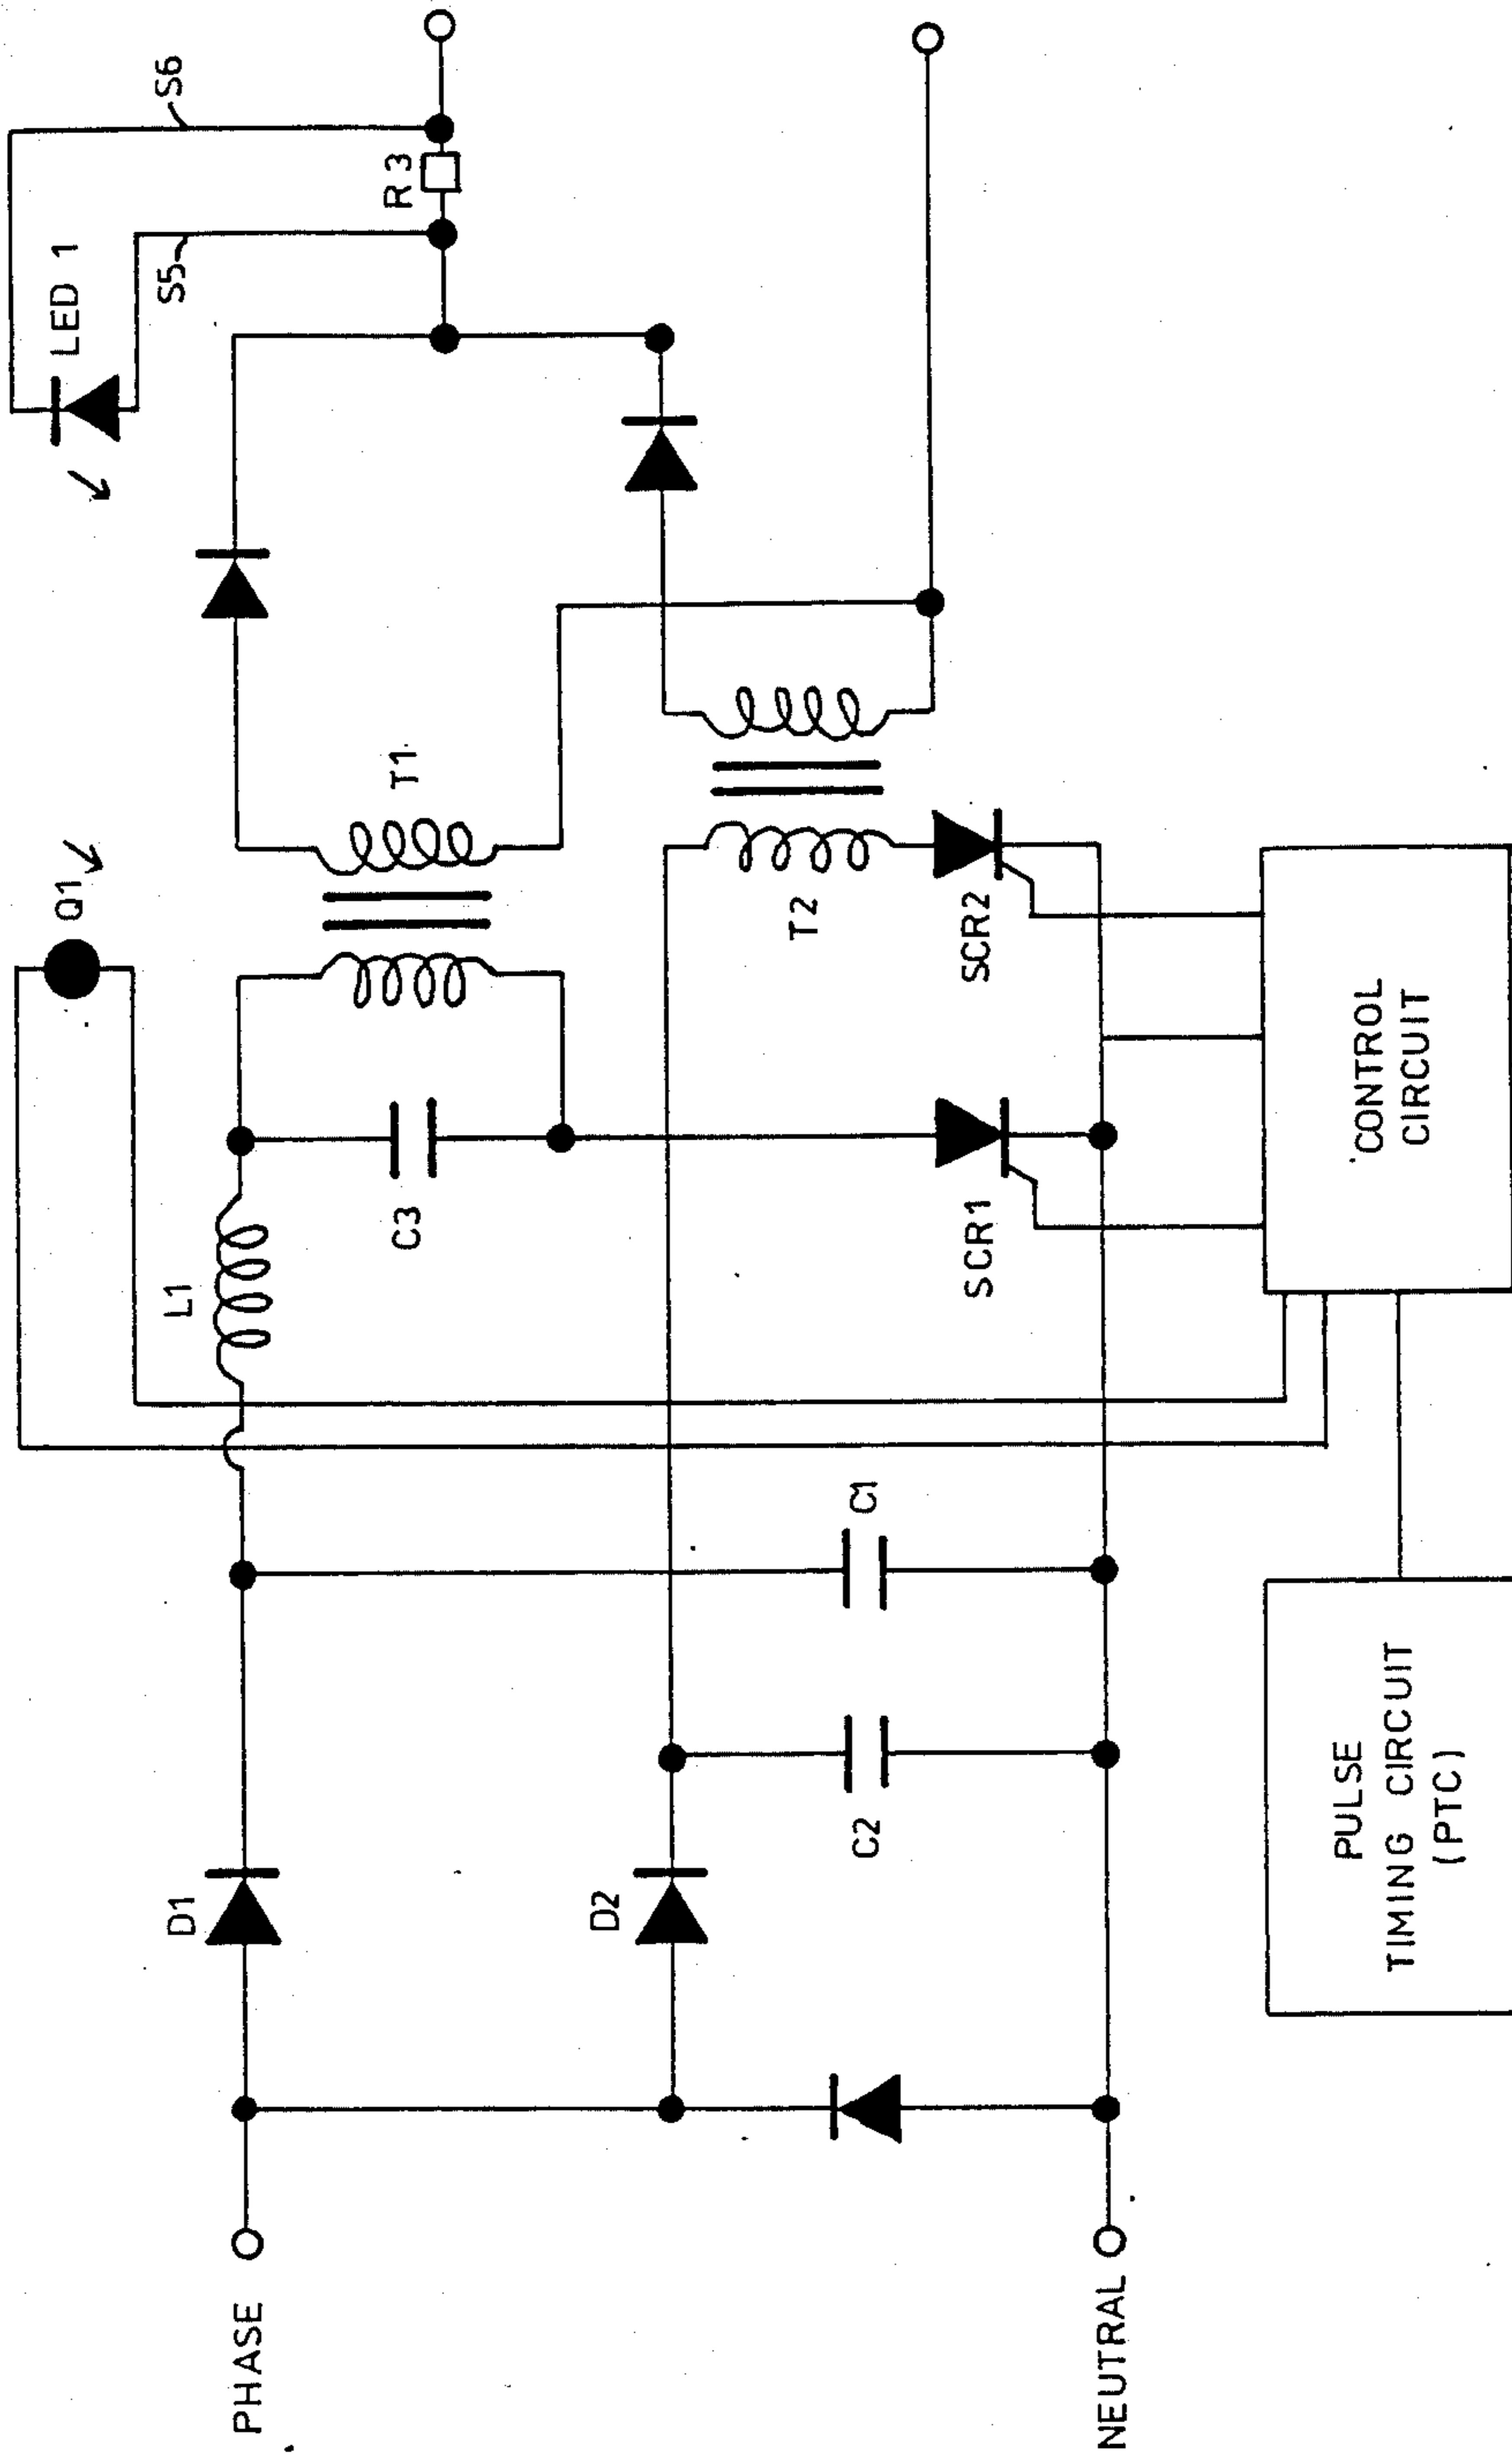 PHASE
NEUTRAL
D1
D2
C2
C1
L1
C3
Q1
T1
T2
SCR1
SCR2
LED 1
S5
S6
R3
PULSE
TIMING CIRCUIT
(PTC)
CONTROL
CIRCUIT